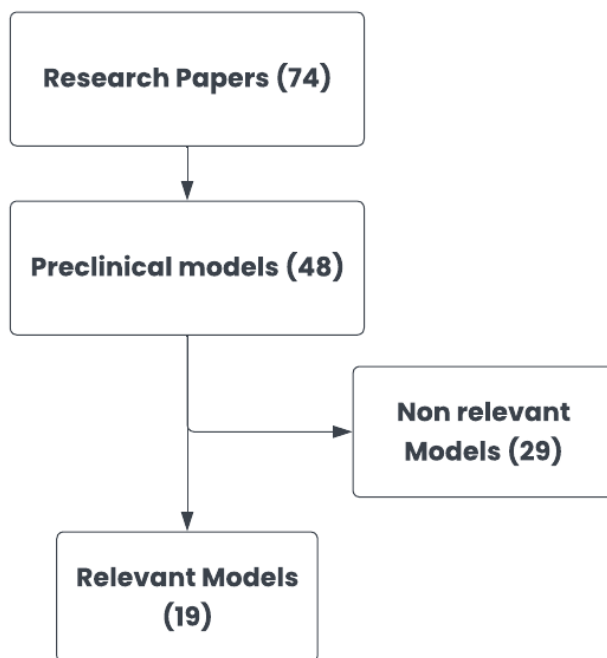 Research Papers (74)
Preclinical models (48)
Non relevant
Models (29)
Relevant Models
(19)